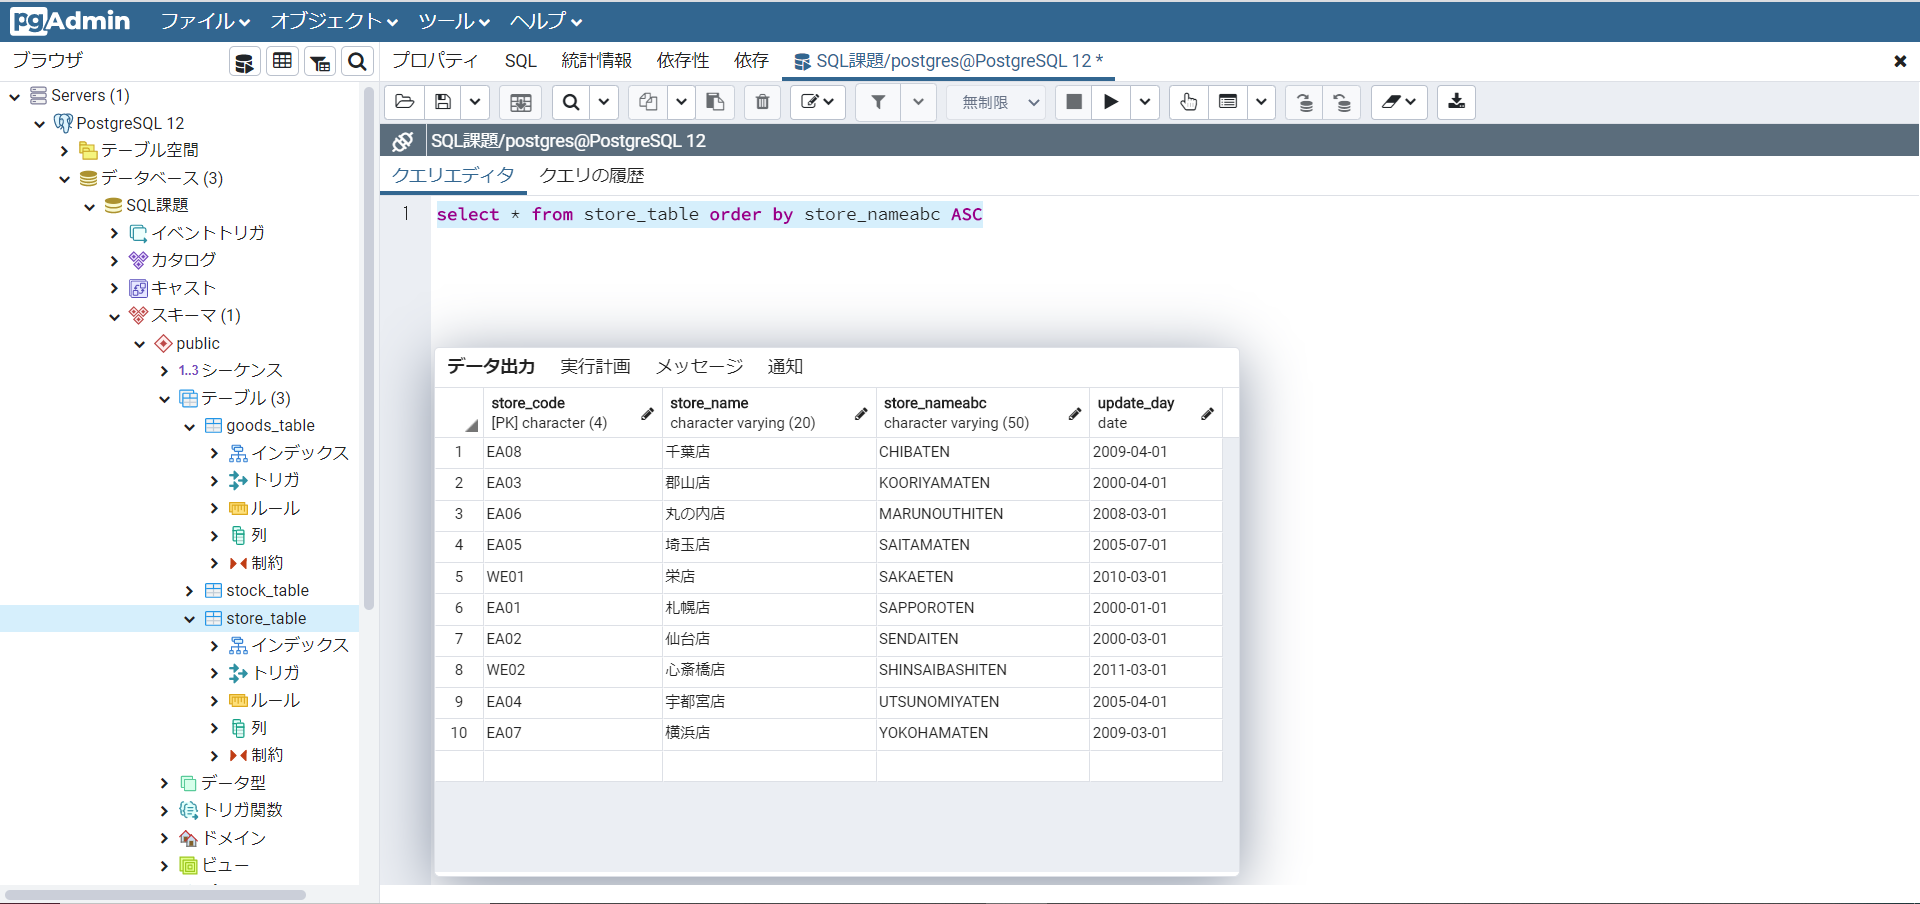 pgAdmin ファイル オブジェクト ツール ヘルプ
ブラウザ
プロパティ SQL 統計情報 依存性 依存 SQL課題/postgres@PostgreSQL 12 *
Servers (1)
PostgreSQL 12
テーブル空間
データベース (3)
SQL課題
イベントトリガ
カタログ
キャスト
スキーマ (1)
public
1..3 シーケンス
テーブル (3)
goods_table
インデックス
トリガ
ルール
列
制約
stock_table
store_table
インデックス
トリガ
ルール
列
制約
データ型
トリガ関数
ドメイン
ビュー
無制限
SQL課題/postgres@PostgreSQL 12
クエリエディタ クエリの履歴
1 select * from store_table order by store_nameabc ASC
データ出力 実行計画 メッセージ 通知
store_code store_name store_nameabc update_day
[PK] character (4) character varying (20) character varying (50) date
1 EA08 千葉店 CHIBATEN 2009-04-01
2 EA03 郡山店 KOORIYAMATEN 2000-04-01
3 EA06 丸の内店 MARUNOUTHITEN 2008-03-01
4 EA05 埼玉店 SAITAMATEN 2005-07-01
5 WE01 栄店 SAKAETEN 2010-03-01
6 EA01 札幌店 SAPPOROTEN 2000-01-01
7 EA02 仙台店 SENDAITEN 2000-03-01
8 WE02 心斎橋店 SHINSAIBASHITEN 2011-03-01
9 EA04 宇都宮店 UTSUNOMIYATEN 2005-04-01
10 EA07 横浜店 YOKOHAMATEN 2009-03-01